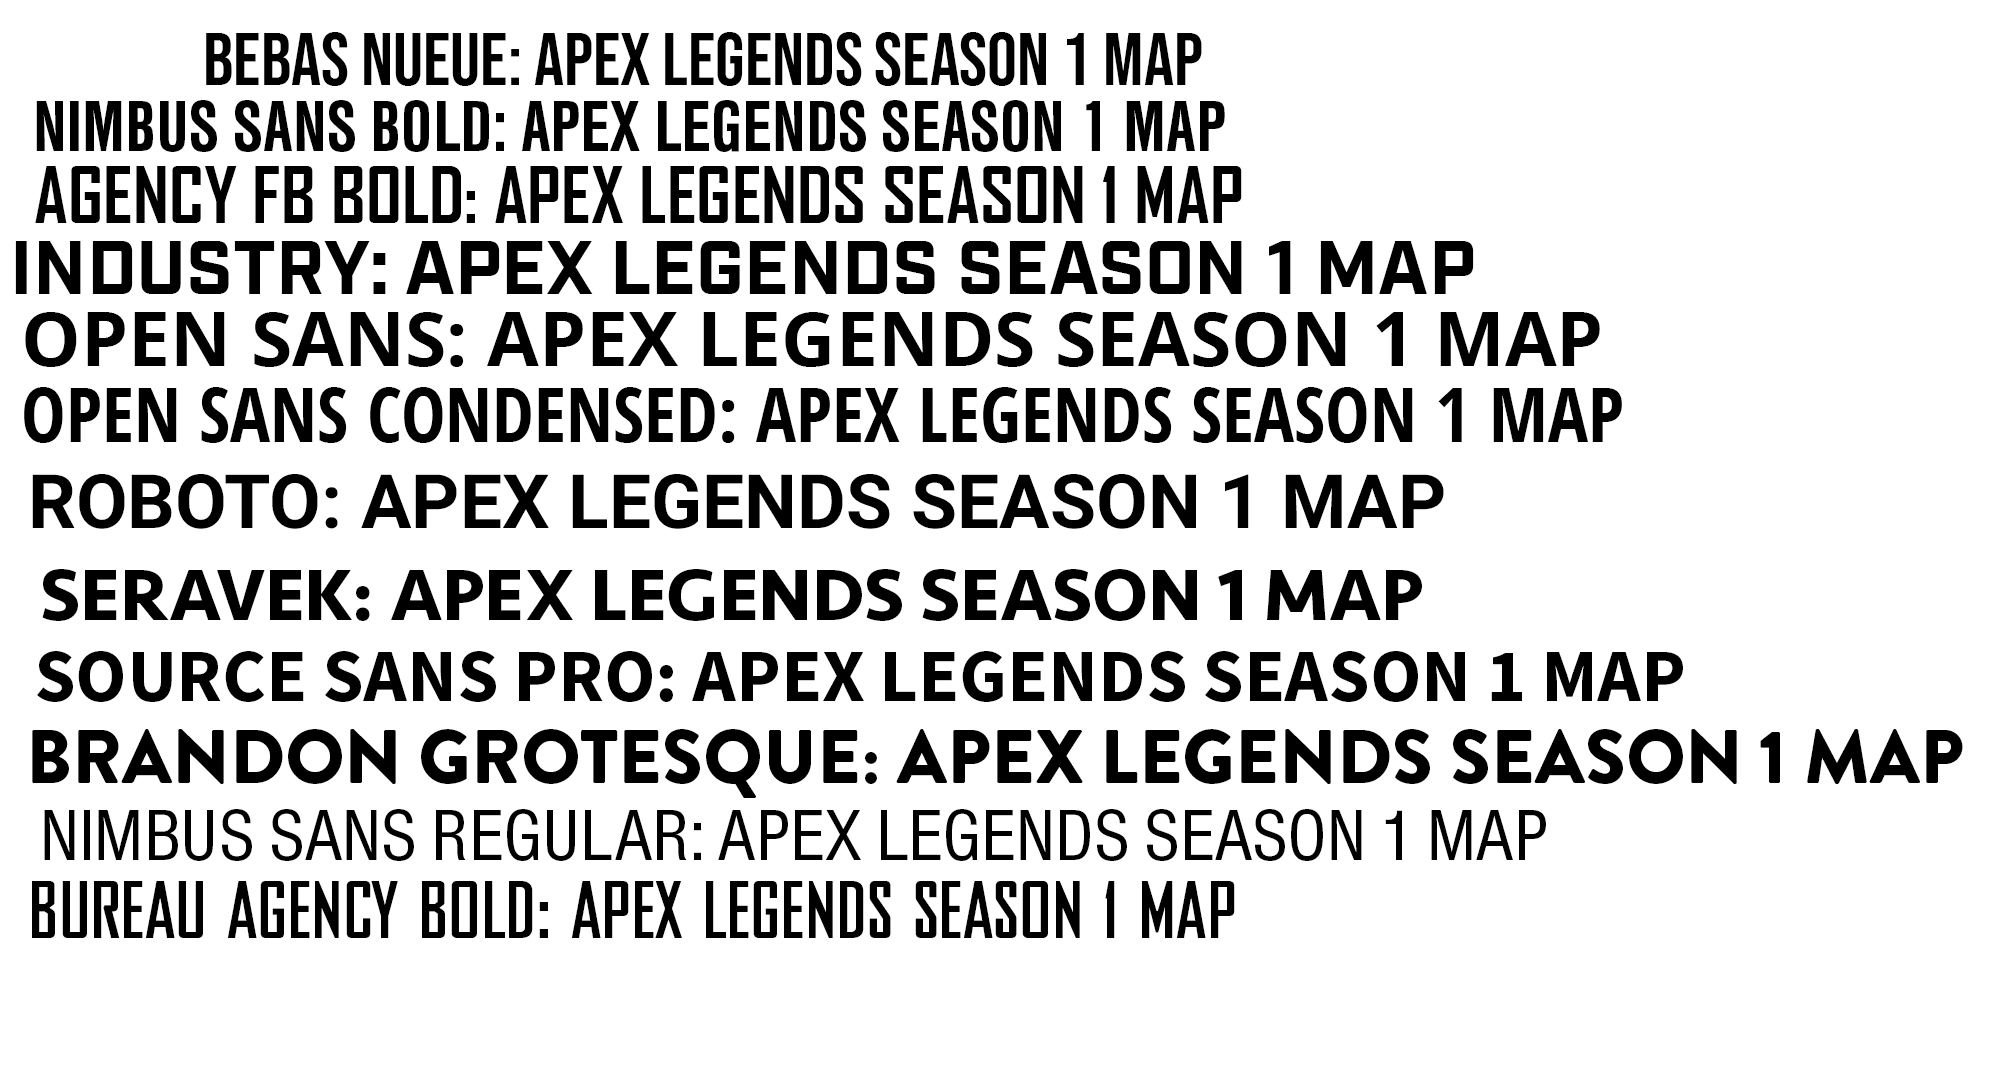 BEBAS NUEUE: APEX LEGENDS SEASON 1 MAP
NIMBUS SANS BOLD: APEX LEGENDS SEASON 1 MAP
AGENCY FB BOLD: APEX LEGENDS SEASON 1 MAP
INDUSTRY: APEX LEGENDS SEASON 1 MAP
OPEN SANS: APEX LEGENDS SEASON 1 MAP
OPEN SANS CONDENSED: APEX LEGENDS SEASON 1 MAP
ROBOTO: APEX LEGENDS SEASON 1 MAP
SERAVEK: APEX LEGENDS SEASON 1 MAP
SOURCE SANS PRO: APEX LEGENDS SEASON 1 MAP
BRANDON GROTESQUE: APEX LEGENDS SEASON 1 MAP
NIMBUS SANS REGULAR: APEX LEGENDS SEASON 1 MAP
BUREAU AGENCY BOLD: APEX LEGENDS SEASON 1 MAP